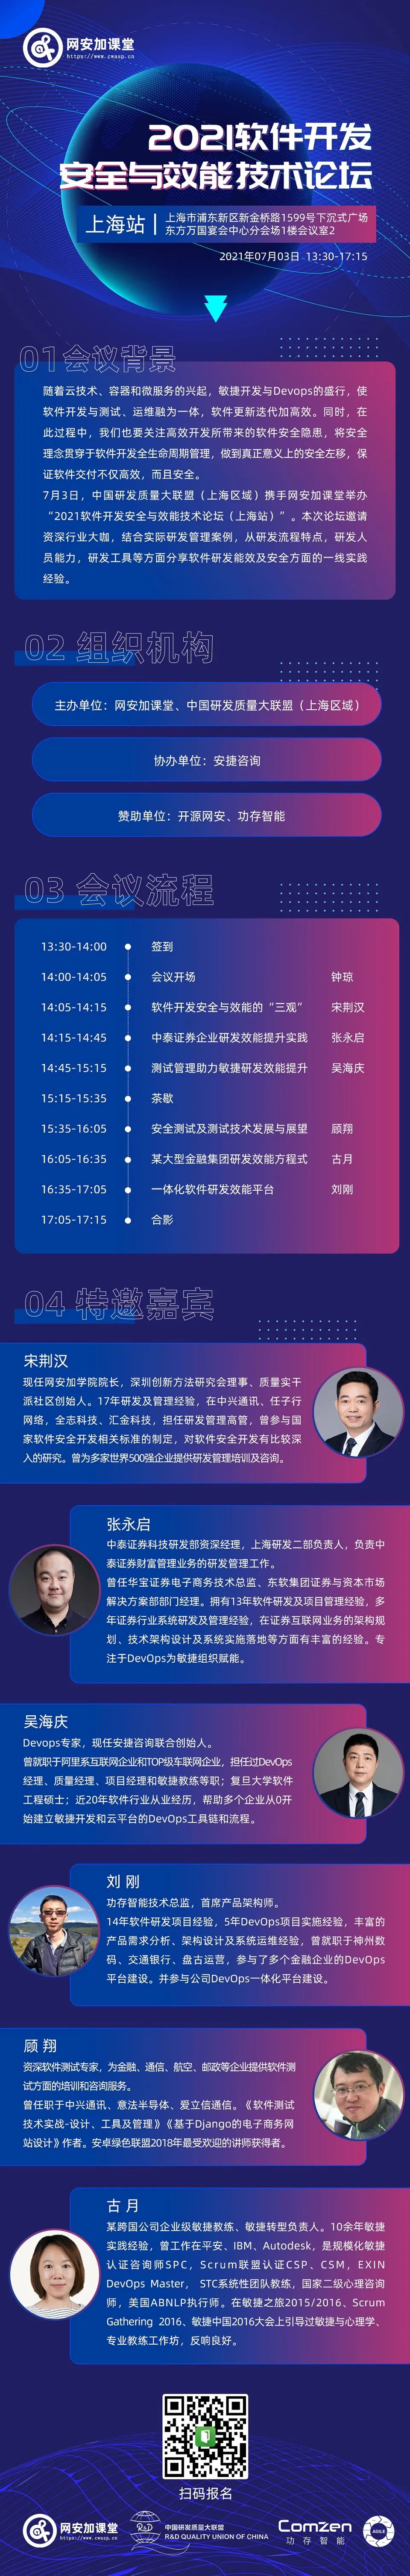 网安加课堂
https://www.cwasp.cn
2021软件开发
安全与效能技术论坛
上海站
上海市浦东新区新金桥路1599号下沉式广场
东方万国宴会中心分会场1楼会议室2
2021年07月03日 13:30-17:15
01会议背景
随着云技术、容器和微服务的兴起，敏捷开发与Devops的盛行，使
软件开发与测试、运维融为一体，软件更新迭代加高效。同时，在
此过程中，我们也要关注高效开发所带来的软件安全隐患，将安全
理念贯穿于软件开发全生命周期管理，做到真正意义上的安全左移，保
证软件交付不仅高效，而且安全。
7月3日，中国研发质量大联盟（上海区域）携手网安加课堂举办
“2021软件开发安全与效能技术论坛（上海站）”。本次论坛邀请
资深行业大咖，结合实际研发管理案例，从研发流程特点，研发人
员能力，研发工具等方面分享软件研发能效及安全方面的一线实践
经验。
02 组织机构
主办单位：网安加课堂、中国研发质量大联盟（上海区域）
协办单位：安捷咨询
赞助单位：开源网安、功存智能
03 会议流程
13:30-14:00 签到
14:00-14:05 会议开场 钟琼
14:05-14:15 软件开发安全与效能的“三观” 宋荆汉
14:15-14:45 中泰证券企业研发效能提升实践 张永启
14:45-15:15 测试管理助力敏捷研发效能提升 吴海庆
15:15-15:35 茶歇
15:35-16:05 安全测试及测试技术发展与展望 顾翔
16:05-16:35 某大型金融集团研发效能方程式 古月
16:35-17:05 一体化软件研发效能平台 刘刚
17:05-17:15 合影
04 特邀嘉宾
宋荆汉
现任网安加学院院长，深圳创新方法研究会理事、质量实干
派社区创始人。17年研发及管理经验，在中兴通讯、任子行
网络，全志科技、汇金科技，担任研发管理高管，曾参与国
家软件安全开发相关标准的制定，对软件安全开发有比较深
入的研究。曾为多家世界500强企业提供研发管理培训及咨询。
张永启
中泰证券科技研发部资深经理，上海研发二部负责人，负责中
泰证券财富管理业务的研发管理工作。
曾任华宝证券电子商务技术总监、东软集团证券与资本市场
解决方案部部门经理。拥有13年软件研发及项目管理经验，多
年证券行业系统研发及管理经验，在证券互联网业务的架构规
划、技术架构设计及系统实施落地等方面有丰富的经验。专
注于DevOps为敏捷组织赋能。
吴海庆
Devops专家，现任安捷咨询联合创始人。
曾就职于阿里系互联网企业和TOP级车联网企业，担任过DevOps
经理、质量经理、项目经理和敏捷教练等职；复旦大学软件
工程硕士；近20年软件行业从业经历，帮助多个企业从0开
始建立敏捷开发和云平台的DevOps工具链和流程。
刘 刚
功存智能技术总监，首席产品架构师。
14年软件研发项目经验，5年DevOps项目实施经验，丰富的
产品需求分析、架构设计及系统运维经验，曾就职于神州数
码、交通银行、盘古运营，参与了多个金融企业的DevOps
平台建设。并参与公司DevOps一体化平台建设。
顾 翔
资深软件测试专家，为金融、通信、航空、邮政等企业提供软件测
试方面的培训和咨询服务。
曾任职于中兴通讯、意法半导体、爱立信通信。《软件测试
技术实战-设计、工具及管理》《基于Django的电子商务网
站设计》作者。安卓绿色联盟2018年最受欢迎的讲师获得者。
古 月
某跨国公司企业级敏捷教练、敏捷转型负责人。10余年敏捷
实践经验，曾工作在平安、IBM、Autodesk，是规模化敏捷
认证咨询师SPC，Scrum联盟认证CSP、CSM，EXIN
DevOps Master， STC系统性团队教练，国家二级心理咨询
师，美国ABNLP执行师。在敏捷之旅2015/2016、Scrum
Gathering 2016、敏捷中国2016大会上引导过敏捷与心理学、
专业教练工作坊，反响良好。
扫码报名
网安加课堂
https://www.cwasp.cn
R&D
中国研发质量大联盟
R&D QUALITY UNION OF CHINA
ComZen
功存智能
AGILE